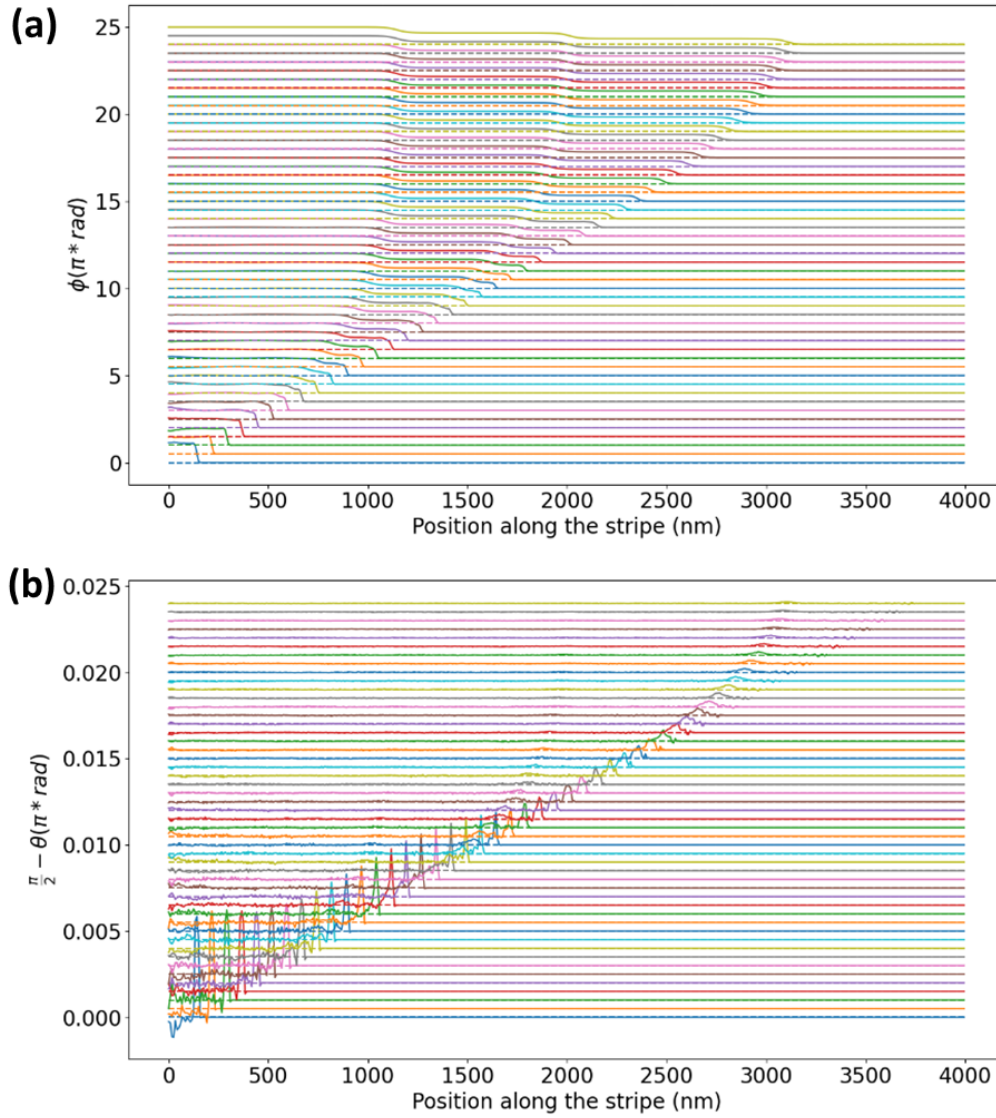 (a)
25
20
15
10
5
0
ϕ(π* rad)
0 500 1000 1500 2000 2500 3000 3500 4000
Position along the stripe (nm)
(b)
0.025
0.020
0.015
0.010
0.005
0.000
π/2 − θ(π* rad)
0 500 1000 1500 2000 2500 3000 3500 4000
Position along the stripe (nm)